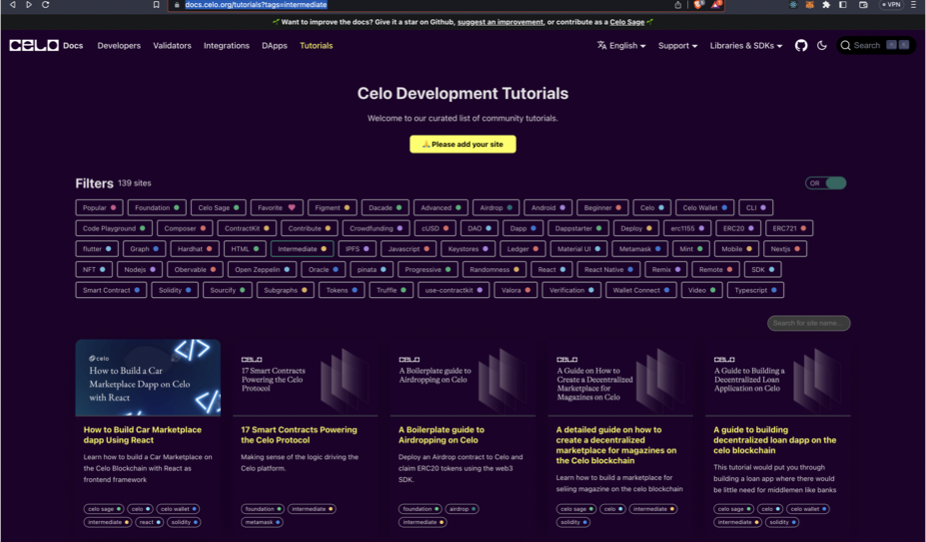 docs.celo.org/tutorials?tags=intermediate
VPN
Want to improve the docs? Give it a star on Github, suggest an improvement, or contribute as a Celo Sage
CELO Docs Developers Validators Integrations DApps Tutorials English Support Libraries & SDKs Search
Celo Development Tutorials
Welcome to our curated list of community tutorials.
🙏 Please add your site
Filters 139 sites OR
Popular Foundation Celo Sage Favorite Figment Dacade Advanced Airdrop Android Beginner Celo Celo Wallet CLI
Code Playground Composer ContractKit Contribute Crowdfunding cUSD DAO Dapp Dappstarter Deploy erc1155 ERC20 ERC721
flutter Graph Hardhat HTML Intermediate IPFS Javascript Keystores Ledger Material UI Metamask Mint Mobile Nextjs
NFT Nodejs Obervable Open Zeppelin Oracle pinata Progressive Randomness React React Native Remix Remote SDK
Smart Contract Solidity Sourcify Subgraphs Tokens Truffle use-contractkit Valora Verification Wallet Connect Video Typescript
Search for site name...
celo
How to Build a Car
Marketplace Dapp on Celo
with React
How to Build Car Marketplace
dapp Using React
Learn how to build a Car Marketplace on
the Celo Blockchain with React as
frontend framework
celo sage celo celo wallet
intermediate react solidity
CELO
17 Smart Contracts
Powering the Celo
Protocol
17 Smart Contracts Powering
the Celo Protocol
Making sense of the logic driving the
Celo platform.
foundation intermediate
metamask
CELO
A Boilerplate guide to
Airdropping on Celo
A Boilerplate guide to
Airdropping on Celo
Deploy an Airdrop contract to Celo and
claim ERC20 tokens using the web3
SDK.
foundation airdrop
intermediate
CELO
A Guide on How to
Create a Decentralized
Marketplace for
Magazines on Celo
A detailed guide on how to
create a decentralized
marketplace for magazines on
the Celo blockchain
Learn how to build a marketplace for
seliing magazine on the celo blockchain
celo sage celo intermediate
solidity
CELO
A Guide to Building a
Decentralized Loan
Application on Celo
A guide to building
decentralized loan dapp on the
celo blockchain
This tutorial would put you through
building a loan app where there would
be little need for middlemen like banks
celo sage celo celo wallet
intermediate solidity